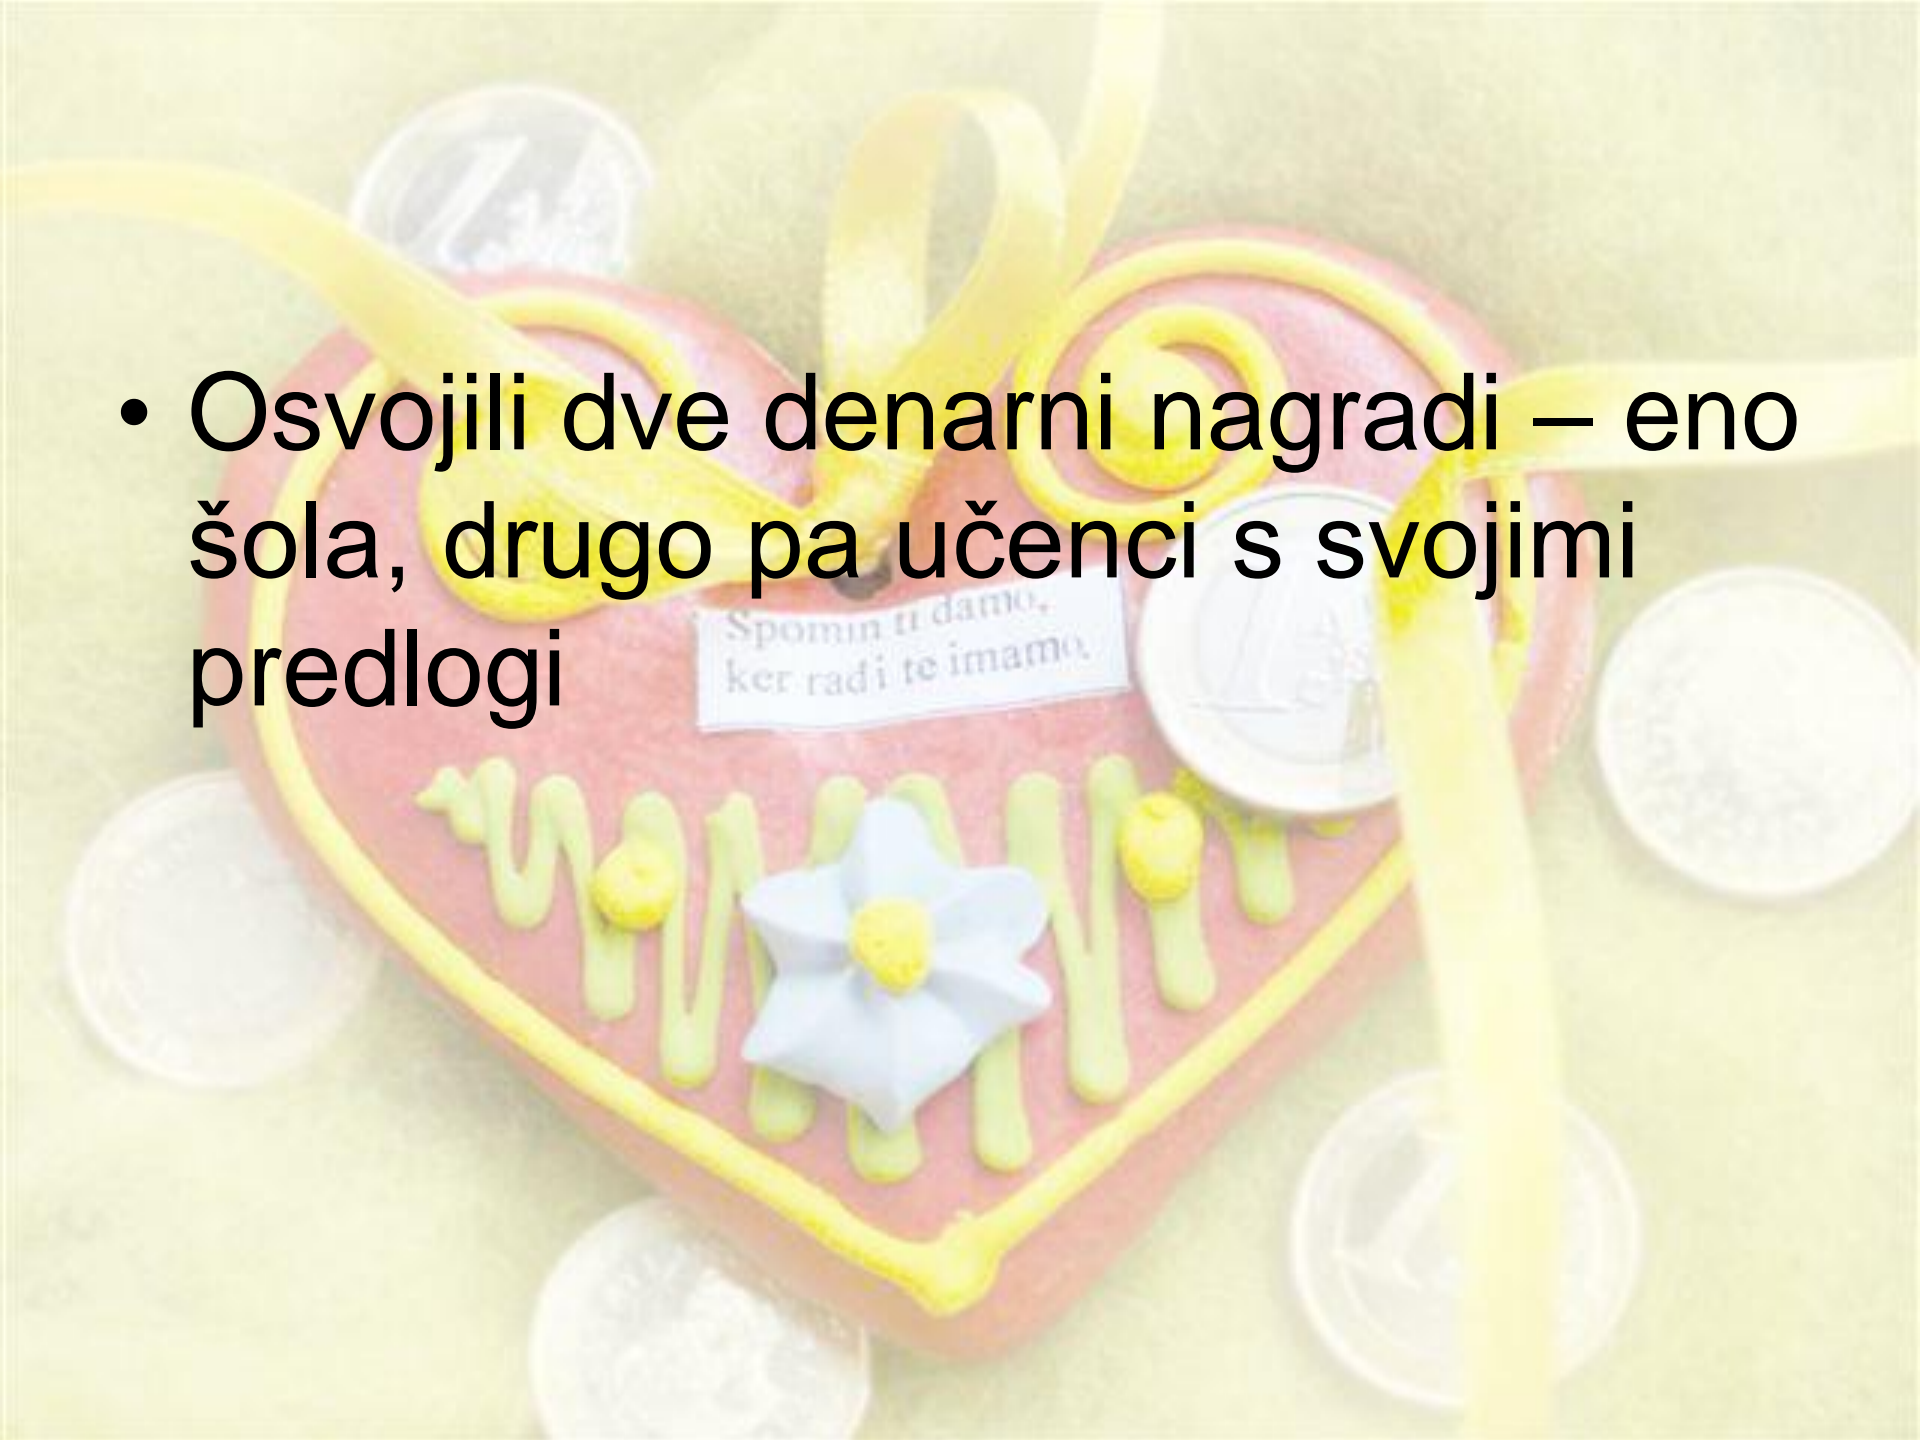 • Osvojili dve denarni nagradi – eno
šola, drugo pa učenci s svojimi
predlogi
Spomin ti damo,
ker radi te imamo.